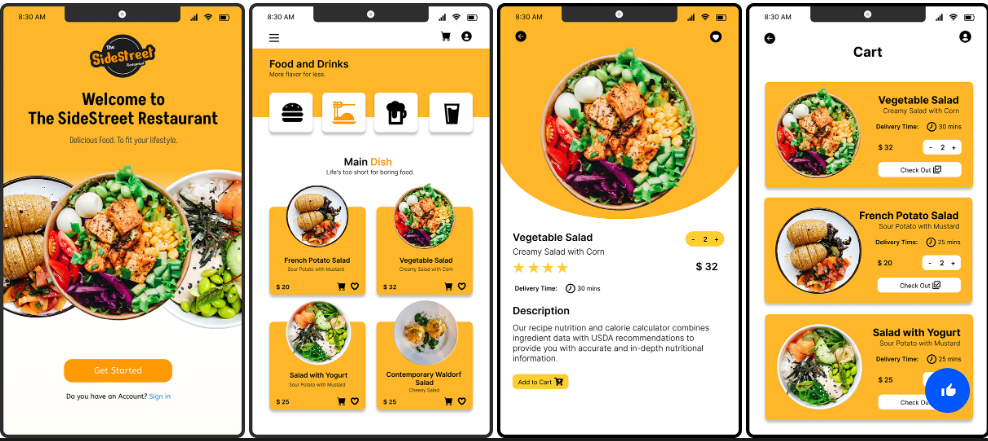 8:30 AM
The
SideStreet
Restaurant
Welcome to
The SideStreet Restaurant
Delicious Food. To fit your lifestyle.
Get Started
Do you have an Account? Sign in
8:30 AM
Food and Drinks
More flavor for less.
Main Dish
Life's too short for boring food.
French Potato Salad
Sour Potato with Mustard
$ 20
Vegetable Salad
Creamy Salad with Corn
$ 32
Salad with Yogurt
Sour Potato with Mustard
$ 25
Contemporary Waldorf
Salad
Cheesy Salad
$ 25
8:30 AM
Vegetable Salad
- 2 +
Creamy Salad with Corn
$ 32
Delivery Time: 30 mins
Description
Our recipe nutrition and calorie calculator combines
ingredient data with USDA recommendations to
provide you with accurate and in-depth nutritional
information.
Add to Cart
8:30 AM
Cart
Vegetable Salad
Creamy Salad with Corn
Delivery Time: 30 mins
$ 32 - 2 +
Check Out
French Potato Salad
Sour Potato with Mustard
Delivery Time: 25 mins
$ 20 - 2 +
Check Out
Salad with Yogurt
Sour Potato with Mustard
Delivery Time: 25 mins
$ 25
Check Out